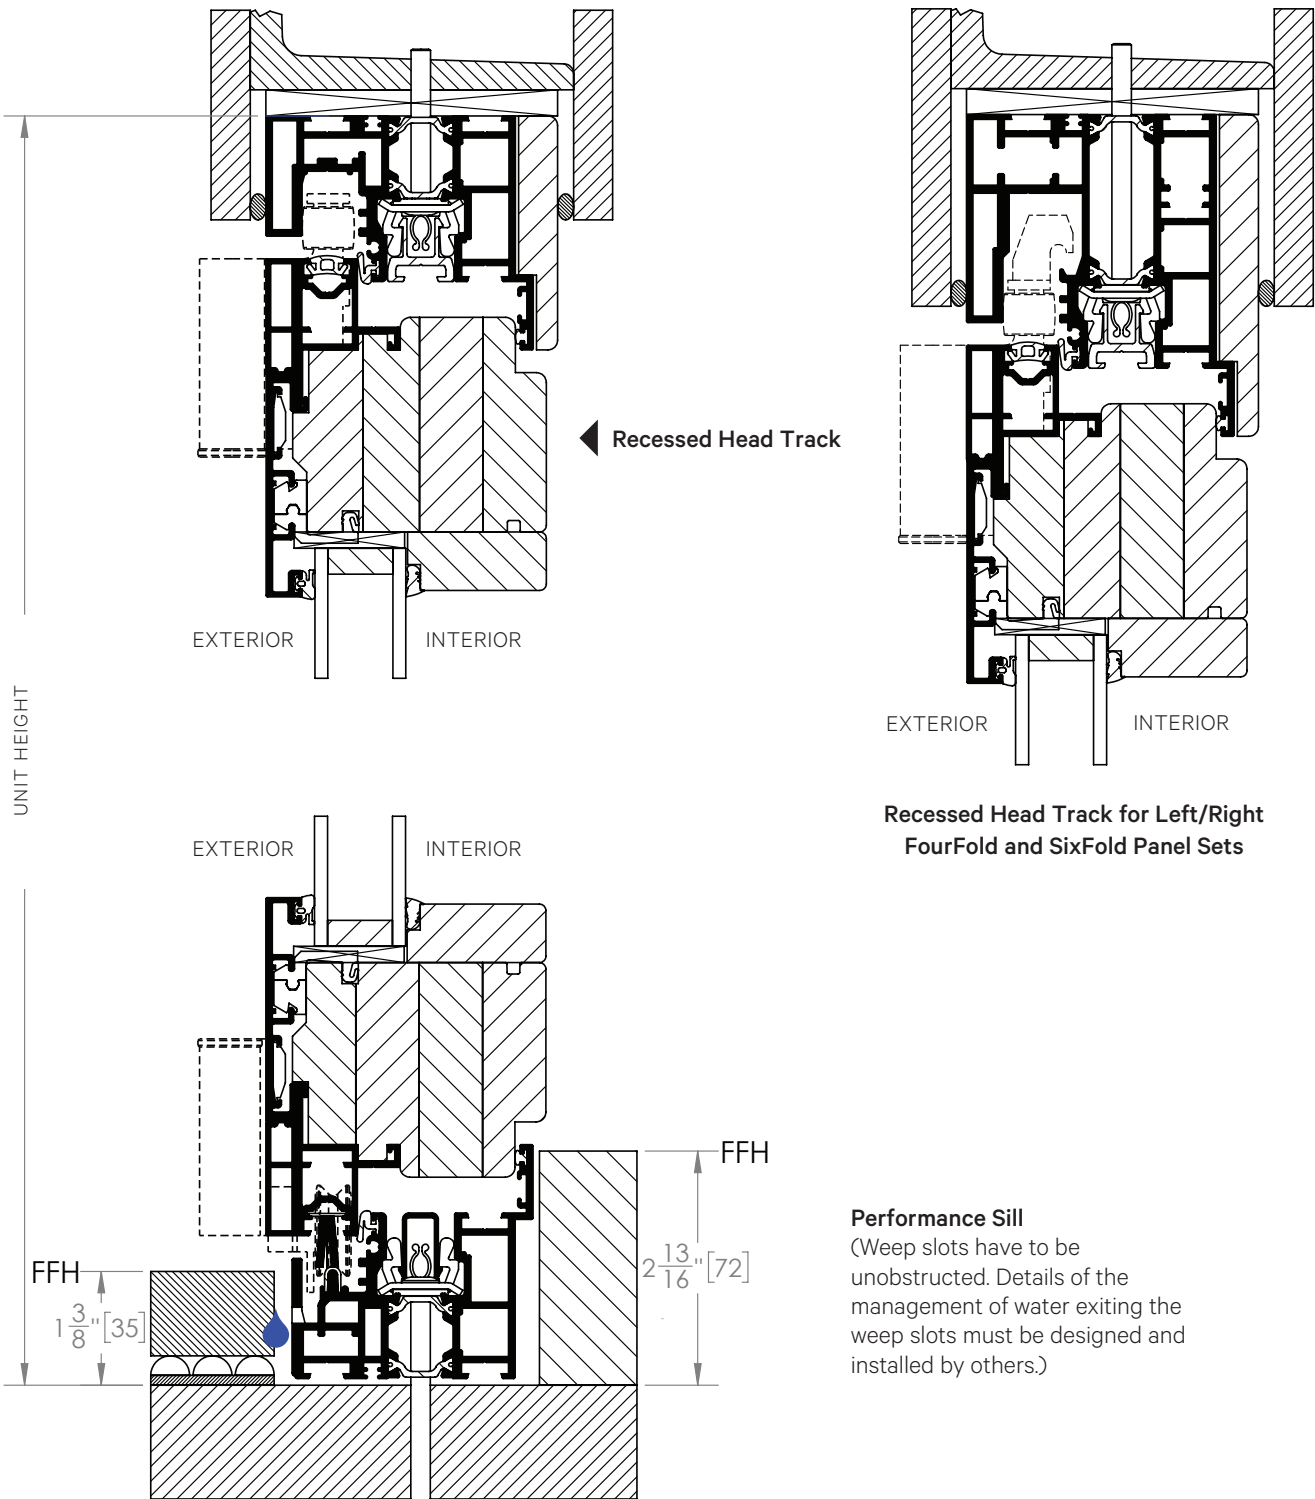 Recessed Head Track
EXTERIOR
INTERIOR
EXTERIOR
INTERIOR
UNIT HEIGHT
Recessed Head Track for Left/Right
FourFold and SixFold Panel Sets
EXTERIOR
INTERIOR
FFH
FFH
1 3/8" [35]
2 13/16" [72]
Performance Sill
(Weep slots have to be
unobstructed. Details of the
management of water exiting the
weep slots must be designed and
installed by others.)